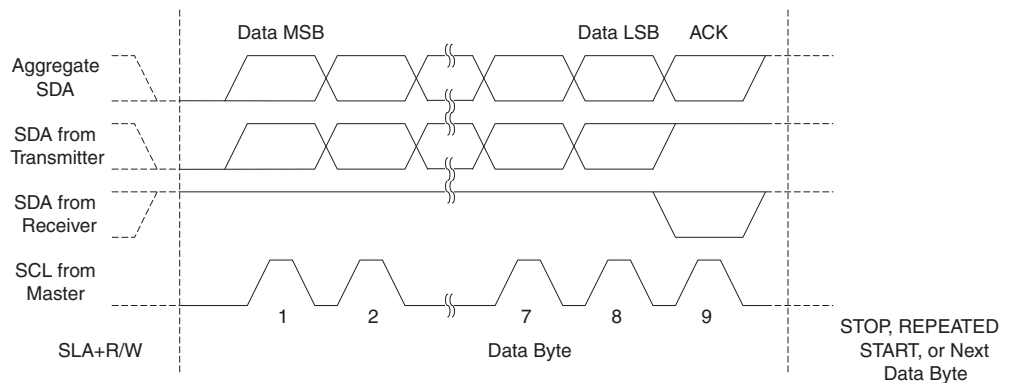 Data MSB
Data LSB
ACK
Aggregate
SDA
SDA from
Transmitter
SDA from
Receiver
SCL from
Master
1
2
7
8
9
SLA+R/W
Data Byte
STOP, REPEATED
START, or Next
Data Byte